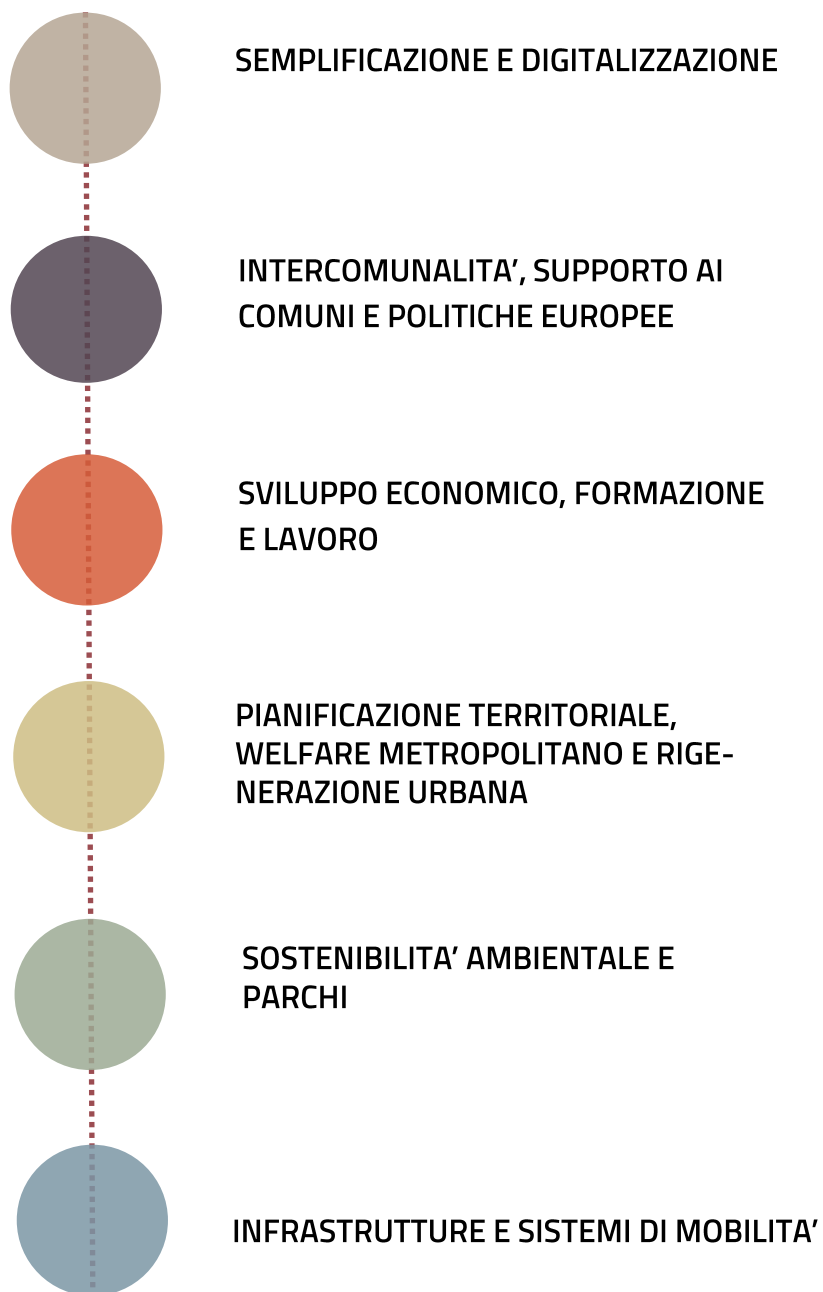 SEMPLIFICAZIONE E DIGITALIZZAZIONE
INTERCOMUNALITA’, SUPPORTO AI
COMUNI E POLITICHE EUROPEE
SVILUPPO ECONOMICO, FORMAZIONE
E LAVORO
PIANIFICAZIONE TERRITORIALE,
WELFARE METROPOLITANO E RIGE-
NERAZIONE URBANA
SOSTENIBILITA’ AMBIENTALE E
PARCHI
INFRASTRUTTURE E SISTEMI DI MOBILITA’